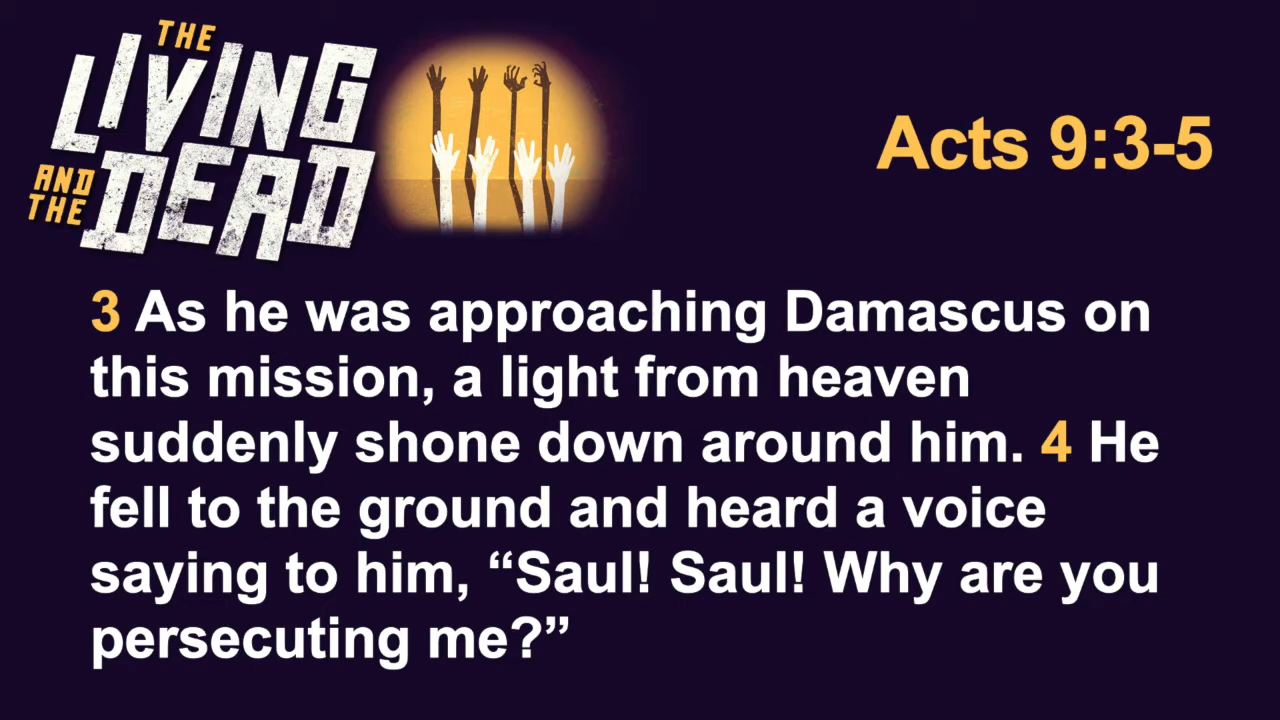 THE
LIVING
AND THE
DEAD
Acts 9:3-5
3 As he was approaching Damascus on
this mission, a light from heaven
suddenly shone down around him. 4 He
fell to the ground and heard a voice
saying to him, “Saul! Saul! Why are you
persecuting me?”